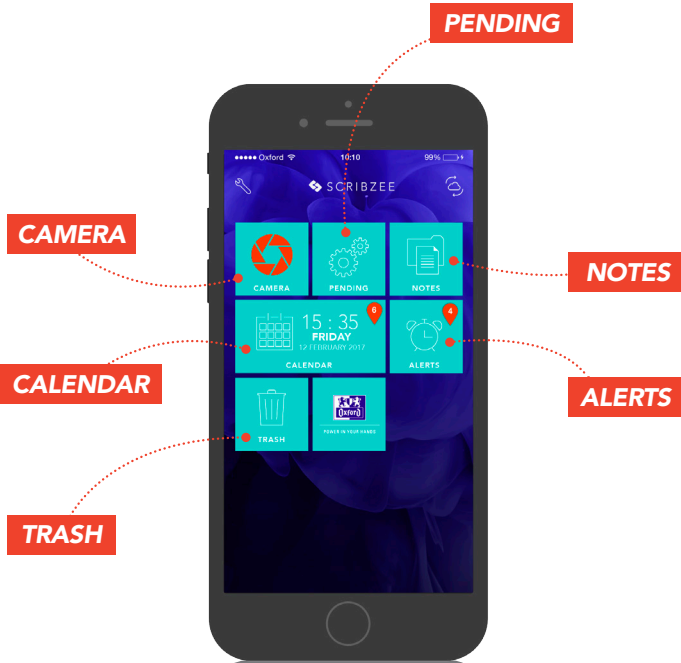 PENDING
●●●●● Oxford 10:10 99%
SCRIBZEE
CAMERA
CAMERA PENDING NOTES
NOTES
6
4
15 : 35
FRIDAY
12 FEBRUARY 2017
CALENDAR ALERTS
CALENDAR
ALERTS
Oxford
POWER IN YOUR HANDS
TRASH
TRASH